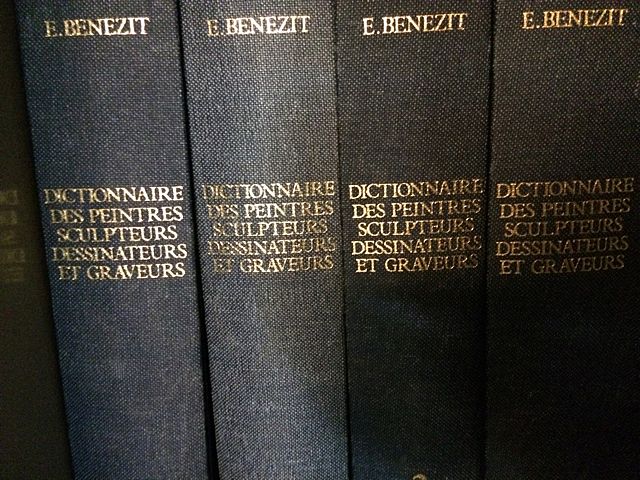 E. BENEZIT
DICTIONNAIRE
DES PEINTRES
SCULPTEURS
DESSINATEURS
ET GRAVEURS
E. BENEZIT
DICTIONNAIRE
DES PEINTRES
SCULPTEURS
DESSINATEURS
ET GRAVEURS
E. BENEZIT
DICTIONNAIRE
DES PEINTRES
SCULPTEURS
DESSINATEURS
ET GRAVEURS
E. BENEZIT
DICTIONNAIRE
DES PEINTRES
SCULPTEURS
DESSINATEURS
ET GRAVEURS